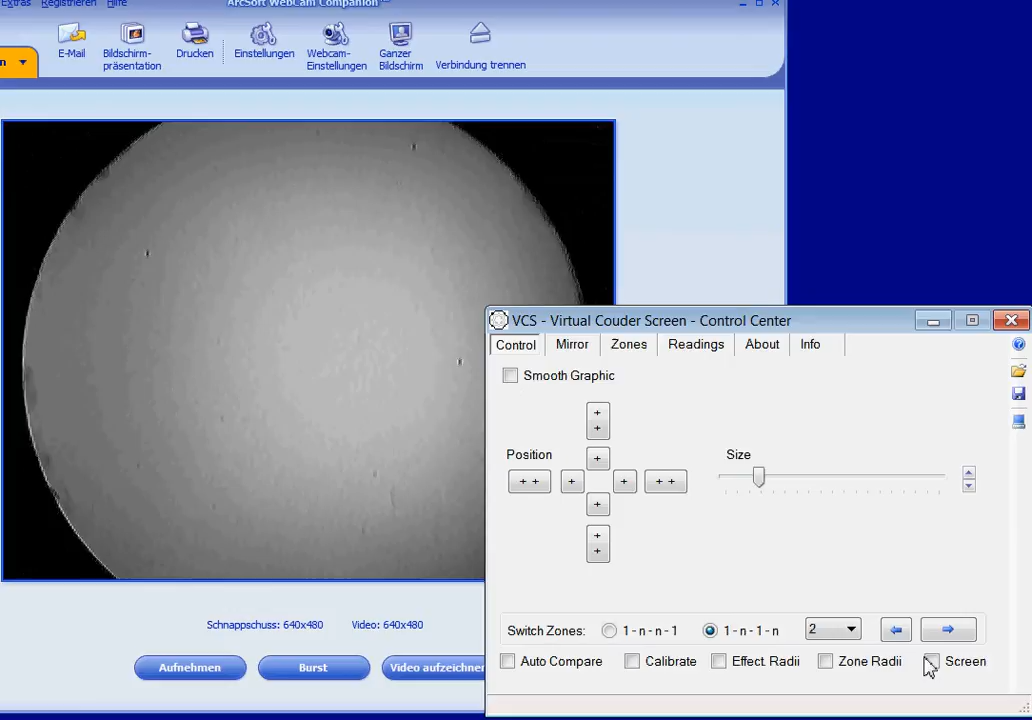 Extras Registrieren Hilfe
ArcSoft WebCam Companion
E-Mail
Bildschirm-
präsentation
Drucken
Einstellungen
Webcam-
Einstellungen
Ganzer
Bildschirm
Verbindung trennen
n
Schnappschuss: 640x480 Video: 640x480
Aufnehmen Burst Video aufzeichner
VCS - Virtual Couder Screen - Control Center
Control Mirror Zones Readings About Info
Smooth Graphic
+
+
Position
+
+ + + + + +
+
+
+
Size
Switch Zones: 1 - n - n - 1 1 - n - 1 - n 2
Auto Compare Calibrate Effect. Radii Zone Radii Screen